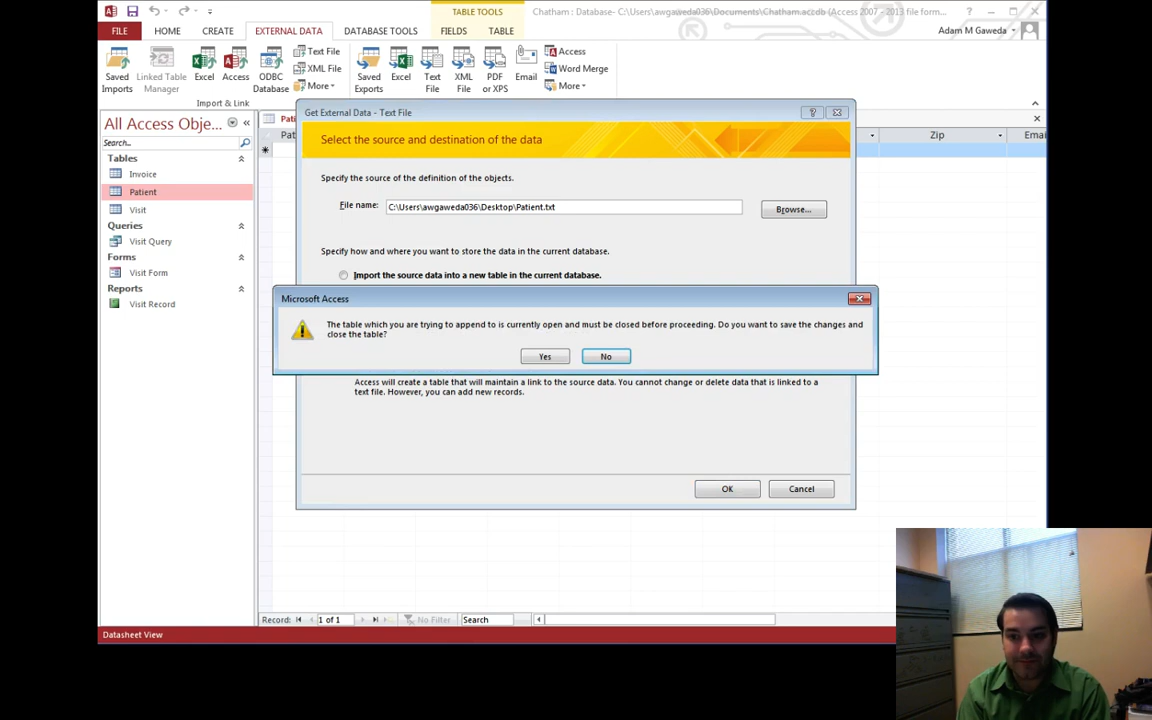 TABLE TOOLS
Chatham : Database- C:\Users\awgaweda036\Documents\Chatham.accdb (Access 2007 - 2013 file form...
FILE HOME CREATE EXTERNAL DATA DATABASE TOOLS FIELDS TABLE
Adam M Gaweda
Saved Imports
Linked Table Manager
Excel
Access
ODBC Database
Text File
XML File
More
Saved Exports
Excel
Text File
XML File
PDF or XPS
Email
Access
Word Merge
More
Import & Link
All Access Obje...
Search...
Tables
Invoice
Patient
Visit
Queries
Visit Query
Forms
Visit Form
Reports
Visit Record
Zip
Get External Data - Text File
Select the source and destination of the data
Specify the source of the definition of the objects.
File name: C:\Users\awgaweda036\Desktop\Patient.txt Browse...
Specify how and where you want to store the data in the current database.
Import the source data into a new table in the current database.
Microsoft Access
The table which you are trying to append to is currently open and must be closed before proceeding. Do you want to save the changes and
close the table?
Yes No
Access will create a table that will maintain a link to the source data. You cannot change or delete data that is linked to a
text file. However, you can add new records.
OK Cancel
Record: 1 of 1 No Filter Search
Datasheet View